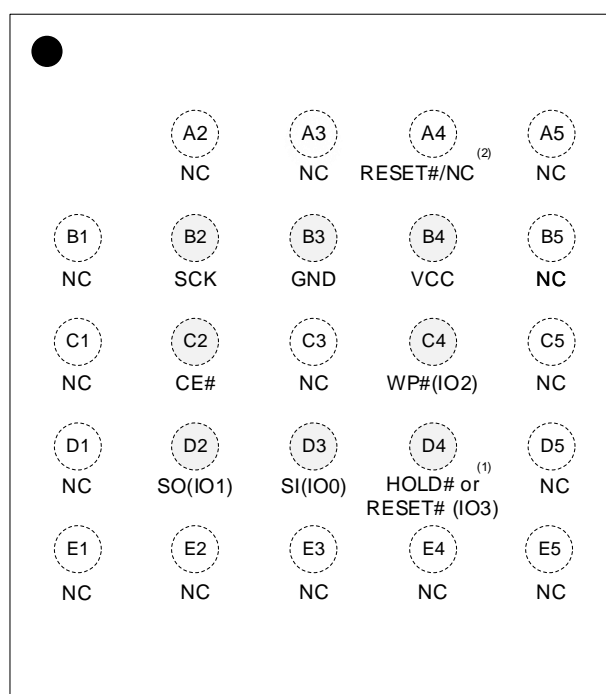 A2 A3 A4 A5
NC NC RESET#/NC (2) NC
B1 B2 B3 B4 B5
NC SCK GND VCC NC
C1 C2 C3 C4 C5
NC CE# NC WP#(IO2) NC
D1 D2 D3 D4 D5
NC SO(IO1) SI(IO0) HOLD# or (1) NC
RESET# (IO3)
E1 E2 E3 E4 E5
NC NC NC NC NC